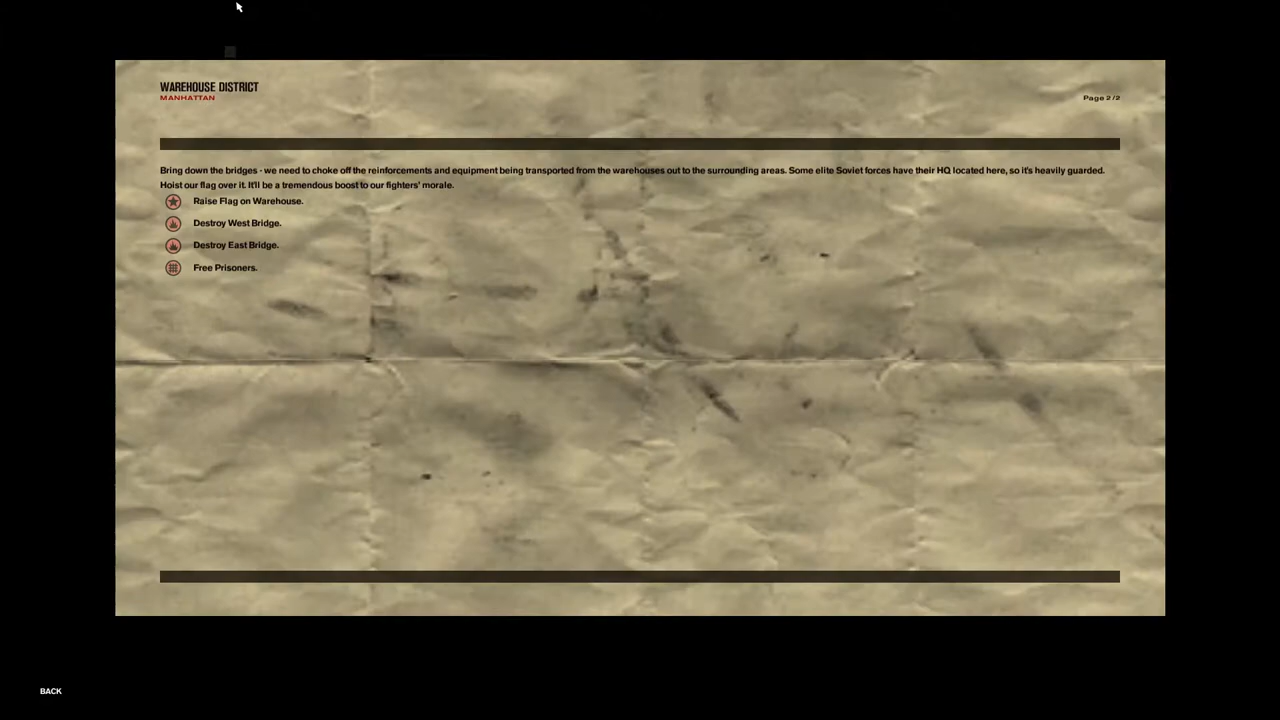 WAREHOUSE DISTRICT
MANHATTAN
Page 2/2
Bring down the bridges - we need to choke off the reinforcements and equipment being transported from the warehouses out to the surrounding areas. Some elite Soviet forces have their HQ located here, so it's heavily guarded.
Hoist our flag over it. It'll be a tremendous boost to our fighters' morale.
Raise Flag on Warehouse.
Destroy West Bridge.
Destroy East Bridge.
Free Prisoners.
BACK